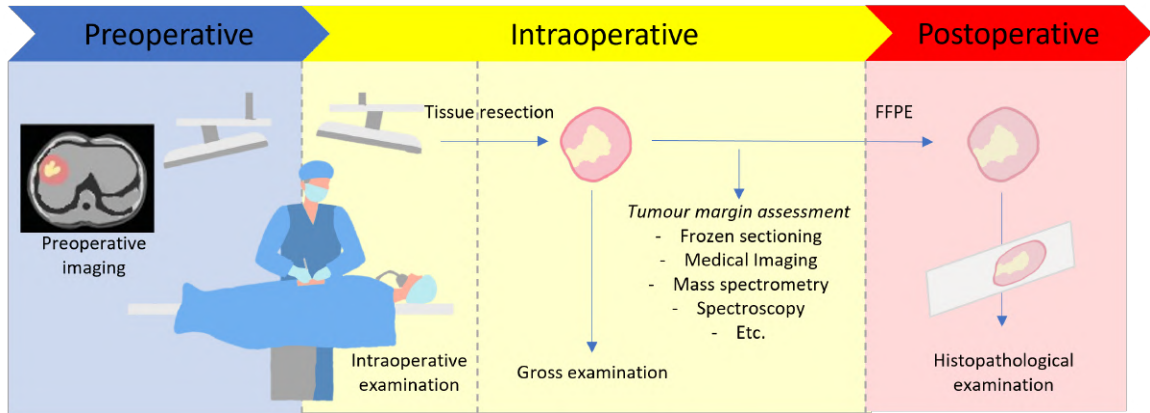 Preoperative
Intraoperative
Postoperative
Preoperative
imaging
Intraoperative
examination
Tissue resection
Gross examination
Tumour margin assessment
- Frozen sectioning
- Medical Imaging
- Mass spectrometry
- Spectroscopy
- Etc.
FFPE
Histopathological
examination